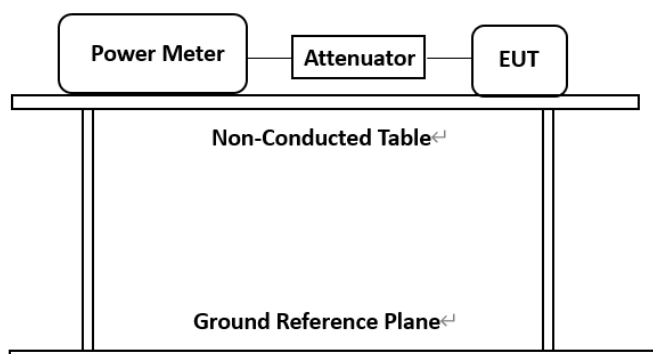 Power Meter
Attenuator
EUT
Non-Conducted Table↵
Ground Reference Plane↵